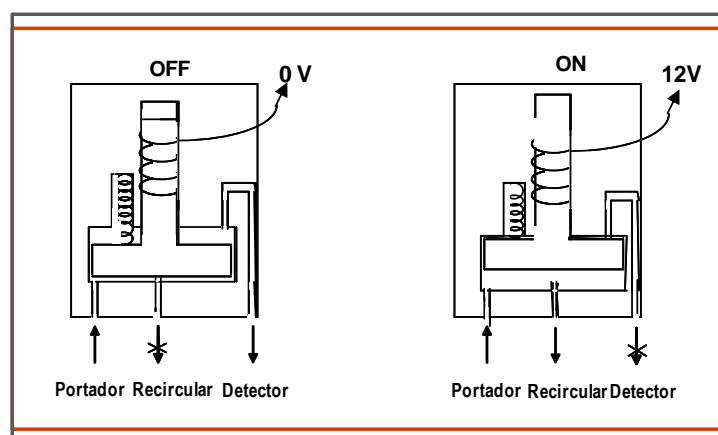 OFF
0 V
Portador Recircular Detector
ON
12V
Portador Recircular Detector